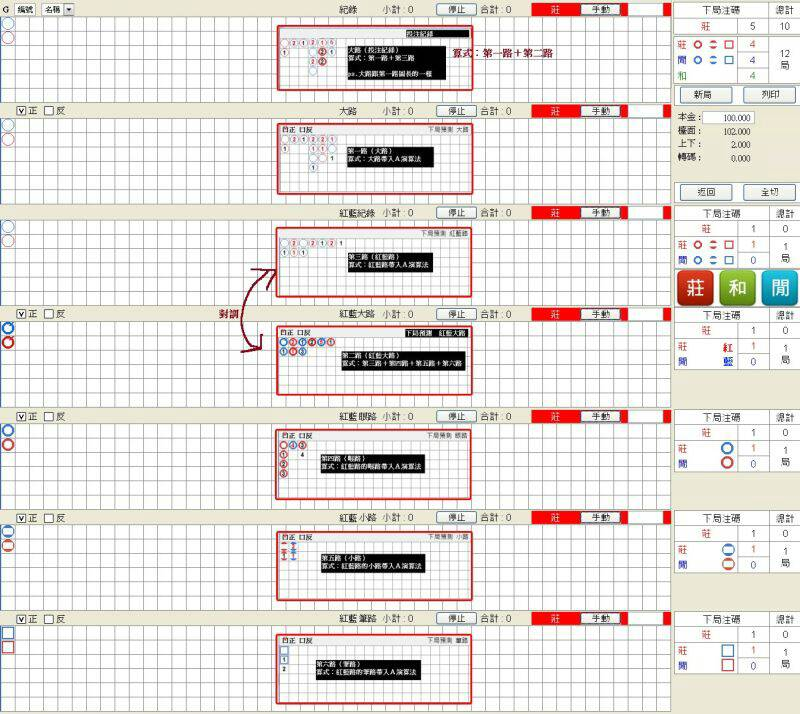 G 編號 名稱 紀錄 小計：0 停止 合計：0 莊 手動
投注紀錄
大路（投注紀錄）
算式：第一路＋第三路
ps.大路跟第一路圖長的一樣
算式：第一路＋第二路
正 反 大路 小計：0 停止 合計：0 莊 手動
正 反 下局預測 大路
第一路（大路）
算式：大路帶入Ａ演算法
紅藍紀錄 小計：0 停止 合計：0 莊 手動
下局預測 紅藍路
第三路（紅藍路）
算式：紅藍路帶入Ａ演算法
對調
正 反 紅藍大路 小計：0 停止 合計：0 莊 手動
正 反 下局預測 紅藍大路
第二路（紅藍大路）
算式：第三路＋第四路＋第五路＋第六路
正 反 紅藍眼路 小計：0 停止 合計：0 莊 手動
正 反 下局預測 眼路
第四路（眼路）
算式：紅藍路的眼路帶入Ａ演算法
正 反 紅藍小路 小計：0 停止 合計：0 莊 手動
正 反 下局預測 小路
第五路（小路）
算式：紅藍路的小路帶入Ａ演算法
正 反 紅藍筆路 小計：0 停止 合計：0 莊 手動
正 反 下局預測 筆路
第六路（筆路）
算式：紅藍路的筆路帶入Ａ演算法
下局注碼 總計
莊 5 10
莊 4
閒 4
和 4
12
局
新局 列印
本金： 100.000
檯面： 102.000
上下： 2.000
轉碼： 0.000
返回 全切
下局注碼 總計
莊 1 0
莊 1
閒 0
1
局
莊 和 閒
下局注碼 總計
莊 1 0
莊 紅 1
閒 藍 0
1
局
下局注碼 總計
莊 1 0
莊 1
閒 0
1
局
下局注碼 總計
莊 1 0
莊 1
閒 0
1
局
下局注碼 總計
莊 1 0
莊 1
閒 0
1
局